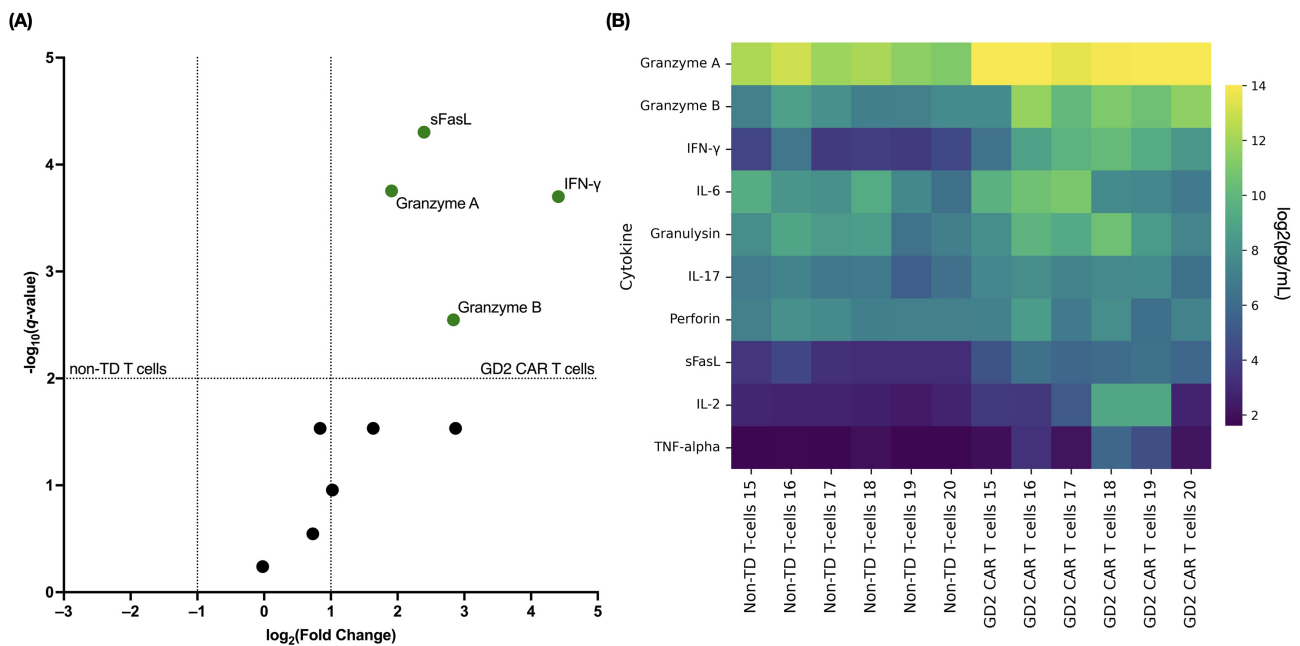 (A)
5
4
3
2
1
0
-log10(q-value)
sFasL
IFN-γ
Granzyme A
Granzyme B
non-TD T cells
GD2 CAR T cells
–3
–2
–1
0
1
2
3
4
5
log2(Fold Change)
(B)
Cytokine
Granzyme A
Granzyme B
IFN-γ
IL-6
Granulysin
IL-17
Perforin
sFasL
IL-2
TNF-alpha
Non-TD T-cells 15
Non-TD T-cells 16
Non-TD T-cells 17
Non-TD T-cells 18
Non-TD T-cells 19
Non-TD T-cells 20
GD2 CAR T cells 15
GD2 CAR T cells 16
GD2 CAR T cells 17
GD2 CAR T cells 18
GD2 CAR T cells 19
GD2 CAR T cells 20
14
12
10
8
6
4
2
log2(pg/mL)